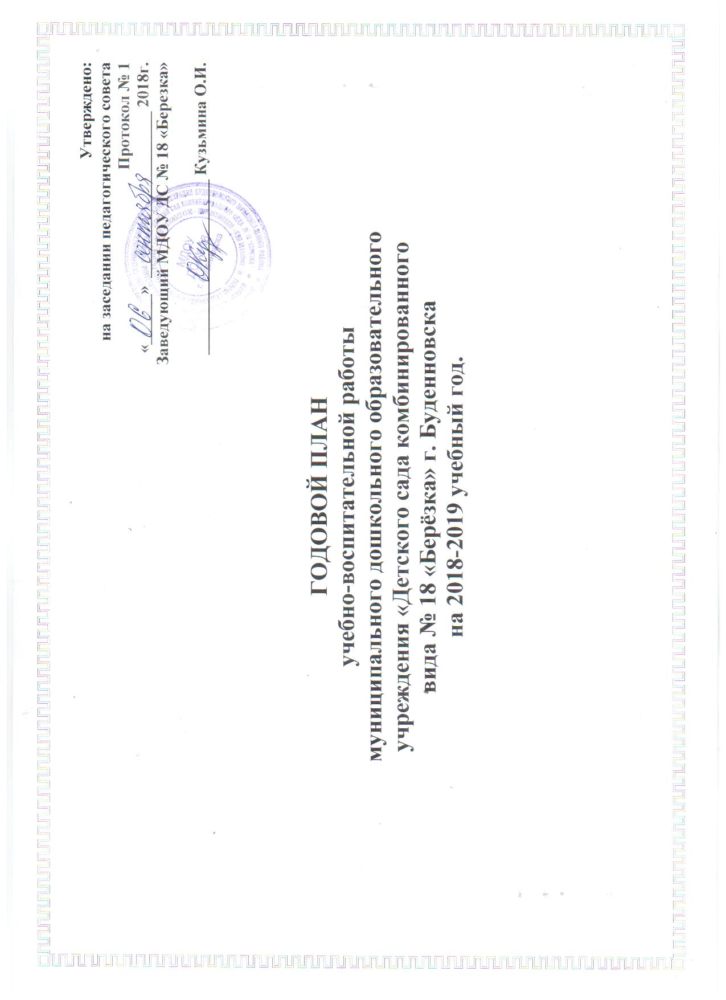 Утверждено:
на заседании педагогического совета
Протокол № 1
« 06 » сентября 2018г.
Заведующий МДОУ ДС № 18 «Березка»
Кузьмина О.И.
ГОДОВОЙ ПЛАН
учебно-воспитательной работы
муниципального дошкольного образовательного
учреждения «Детского сада комбинированного
вида № 18 «Берёзка» г. Буденновска
на 2018-2019 учебный год.